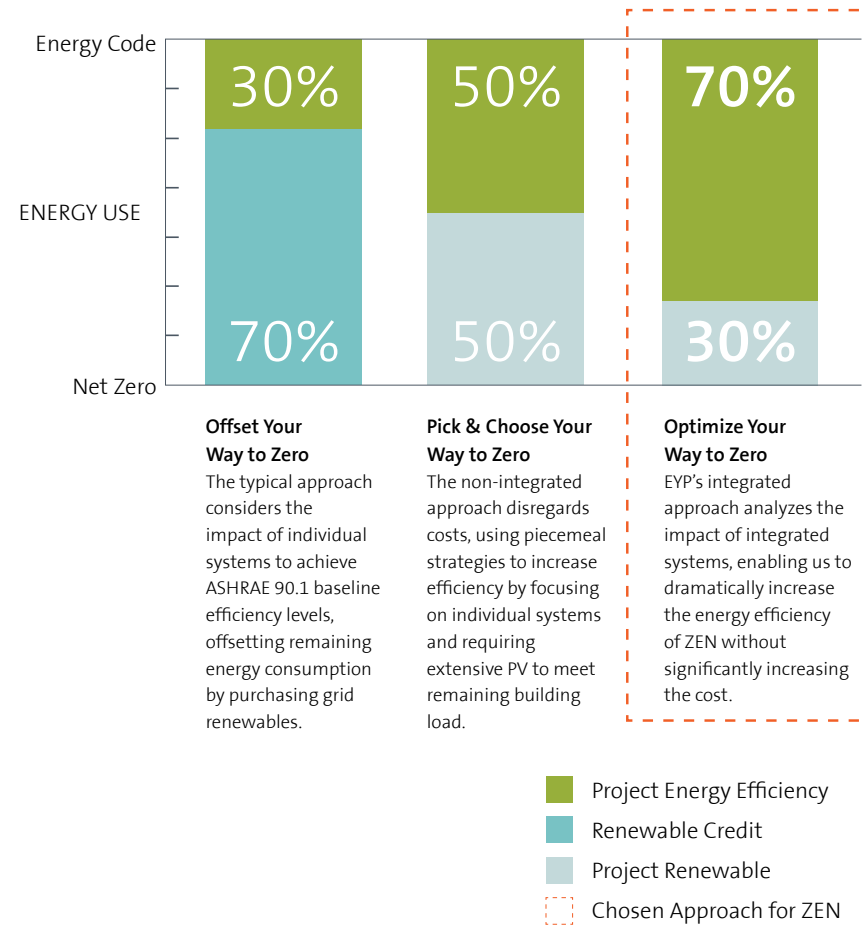 Energy Code
ENERGY USE
Net Zero
30%
70%
50%
50%
70%
30%
Offset Your
Way to Zero
The typical approach
considers the
impact of individual
systems to achieve
ASHRAE 90.1 baseline
efficiency levels,
offsetting remaining
energy consumption
by purchasing grid
renewables.
Pick & Choose Your
Way to Zero
The non-integrated
approach disregards
costs, using piecemeal
strategies to increase
efficiency by focusing
on individual systems
and requiring
extensive PV to meet
remaining building
load.
Optimize Your
Way to Zero
EYP’s integrated
approach analyzes the
impact of integrated
systems, enabling us to
dramatically increase
the energy efficiency
of ZEN without
significantly increasing
the cost.
Project Energy Efficiency
Renewable Credit
Project Renewable
Chosen Approach for ZEN